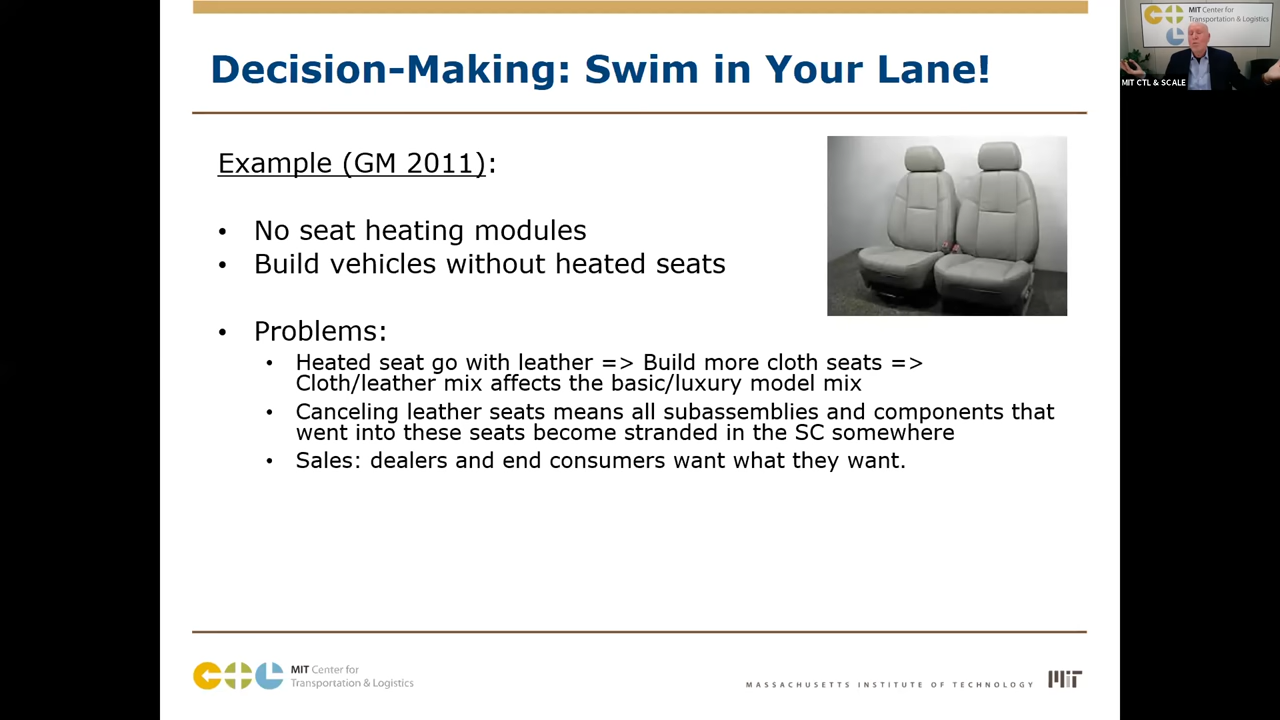 Decision-Making: Swim in Your Lane!
Example (GM 2011):
• No seat heating modules
• Build vehicles without heated seats
• Problems:
• Heated seat go with leather => Build more cloth seats =>
Cloth/leather mix affects the basic/luxury model mix
• Canceling leather seats means all subassemblies and components that
went into these seats become stranded in the SC somewhere
• Sales: dealers and end consumers want what they want.
MIT Center for
Transportation & Logistics
MASSACHUSETTS INSTITUTE OF TECHNOLOGY
MIT
MIT Center for
Transportation & Logistics
MIT CTL & SCALE